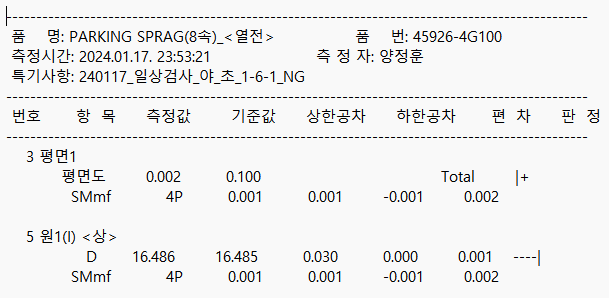 품 명: PARKING SPRAG(8속)_<열전> 품 번: 45926-4G100
측정시간: 2024.01.17. 23:53:21 측 정 자: 양정훈
특기사항: 240117_일상검사_야_초_1-6-1_NG
번호 항 목 측정값 기준값 상한공차 하한공차 편 차 판 정
3 평면1
평면도 0.002 0.100 Total |+
SMmf 4P 0.001 0.001 -0.001 0.002
5 원1(I) <상>
D 16.486 16.485 0.030 0.000 0.001 ----|
SMmf 4P 0.001 0.001 -0.001 0.002